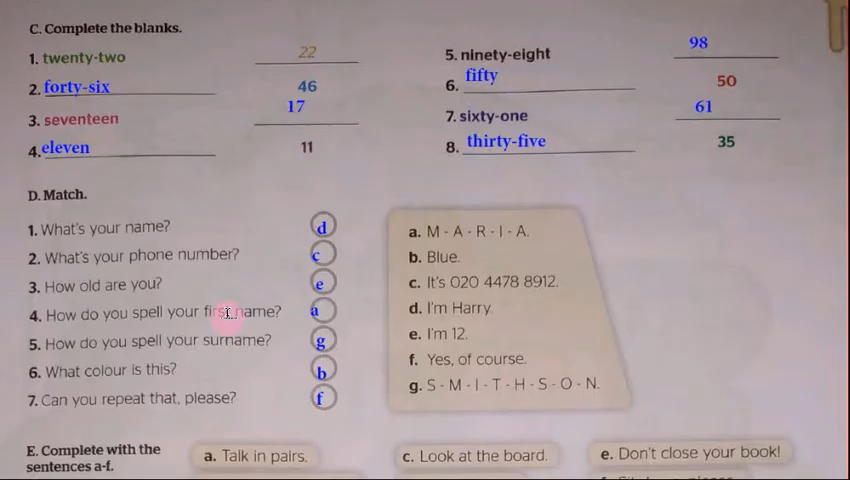 C. Complete the blanks.
1. twenty-two 22
2. forty-six 46
3. seventeen 17
4. eleven 11
5. ninety-eight 98
6. fifty 50
7. sixty-one 61
8. thirty-five 35
D. Match.
1. What's your name? d
2. What's your phone number? c
3. How old are you? e
4. How do you spell your first name? a
5. How do you spell your surname? g
6. What colour is this? b
7. Can you repeat that, please? f
a. M - A - R - I - A.
b. Blue.
c. It's 020 4478 8912.
d. I'm Harry.
e. I'm 12.
f. Yes, of course.
g. S - M - I - T - H - S - O - N.
E. Complete with the
sentences a-f.
a. Talk in pairs.
c. Look at the board.
e. Don't close your book!